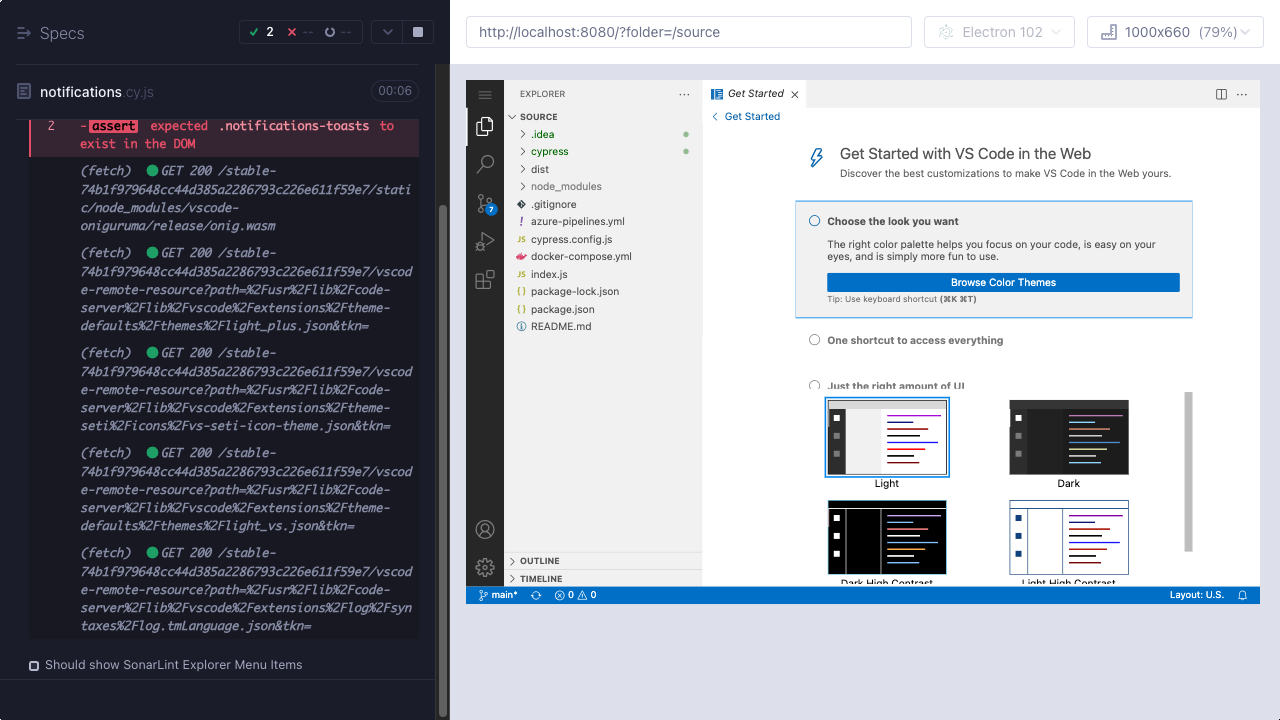 Specs
2
--
--
notifications.cy.js
00:06
2 -assert expected .notifications-toasts to
exist in the DOM
(fetch) GET 200 /stable-
74b1f979648cc44d385a2286793c226e611f59e7/stati
c/node_modules/vscode-
oniguruma/release/onig.wasm
(fetch) GET 200 /stable-
74b1f979648cc44d385a2286793c226e611f59e7/vscod
e-remote-resource?path=%2Fusr%2Flib%2Fcode-
server%2Flib%2Fvscode%2Fextensions%2Ftheme-
defaults%2Fthemes%2Flight_plus.json&tkn=
(fetch) GET 200 /stable-
74b1f979648cc44d385a2286793c226e611f59e7/vscod
e-remote-resource?path=%2Fusr%2Flib%2Fcode-
server%2Flib%2Fvscode%2Fextensions%2Ftheme-
seti%2Ficons%2Fvs-seti-icon-theme.json&tkn=
(fetch) GET 200 /stable-
74b1f979648cc44d385a2286793c226e611f59e7/vscod
e-remote-resource?path=%2Fusr%2Flib%2Fcode-
server%2Flib%2Fvscode%2Fextensions%2Ftheme-
defaults%2Fthemes%2Flight_vs.json&tkn=
(fetch) GET 200 /stable-
74b1f979648cc44d385a2286793c226e611f59e7/vscod
e-remote-resource?path=%2Fusr%2Flib%2Fcode-
server%2Flib%2Fvscode%2Fextensions%2Flog%2Fsyn
taxes%2Flog.tmLanguage.json&tkn=
Should show SonarLint Explorer Menu Items
http://localhost:8080/?folder=/source
Electron 102
1000x660 (79%)
EXPLORER
SOURCE
.idea
cypress
dist
node_modules
.gitignore
azure-pipelines.yml
cypress.config.js
docker-compose.yml
index.js
package-lock.json
package.json
README.md
7
OUTLINE
TIMELINE
Get Started
Get Started
Get Started with VS Code in the Web
Discover the best customizations to make VS Code in the Web yours.
Choose the look you want
The right color palette helps you focus on your code, is easy on your
eyes, and is simply more fun to use.
Browse Color Themes
Tip: Use keyboard shortcut (⌘K ⌘T)
One shortcut to access everything
Just the right amount of UI
Light
Dark
Dark High Contrast
Light High Contrast
main*
0
0
Layout: U.S.